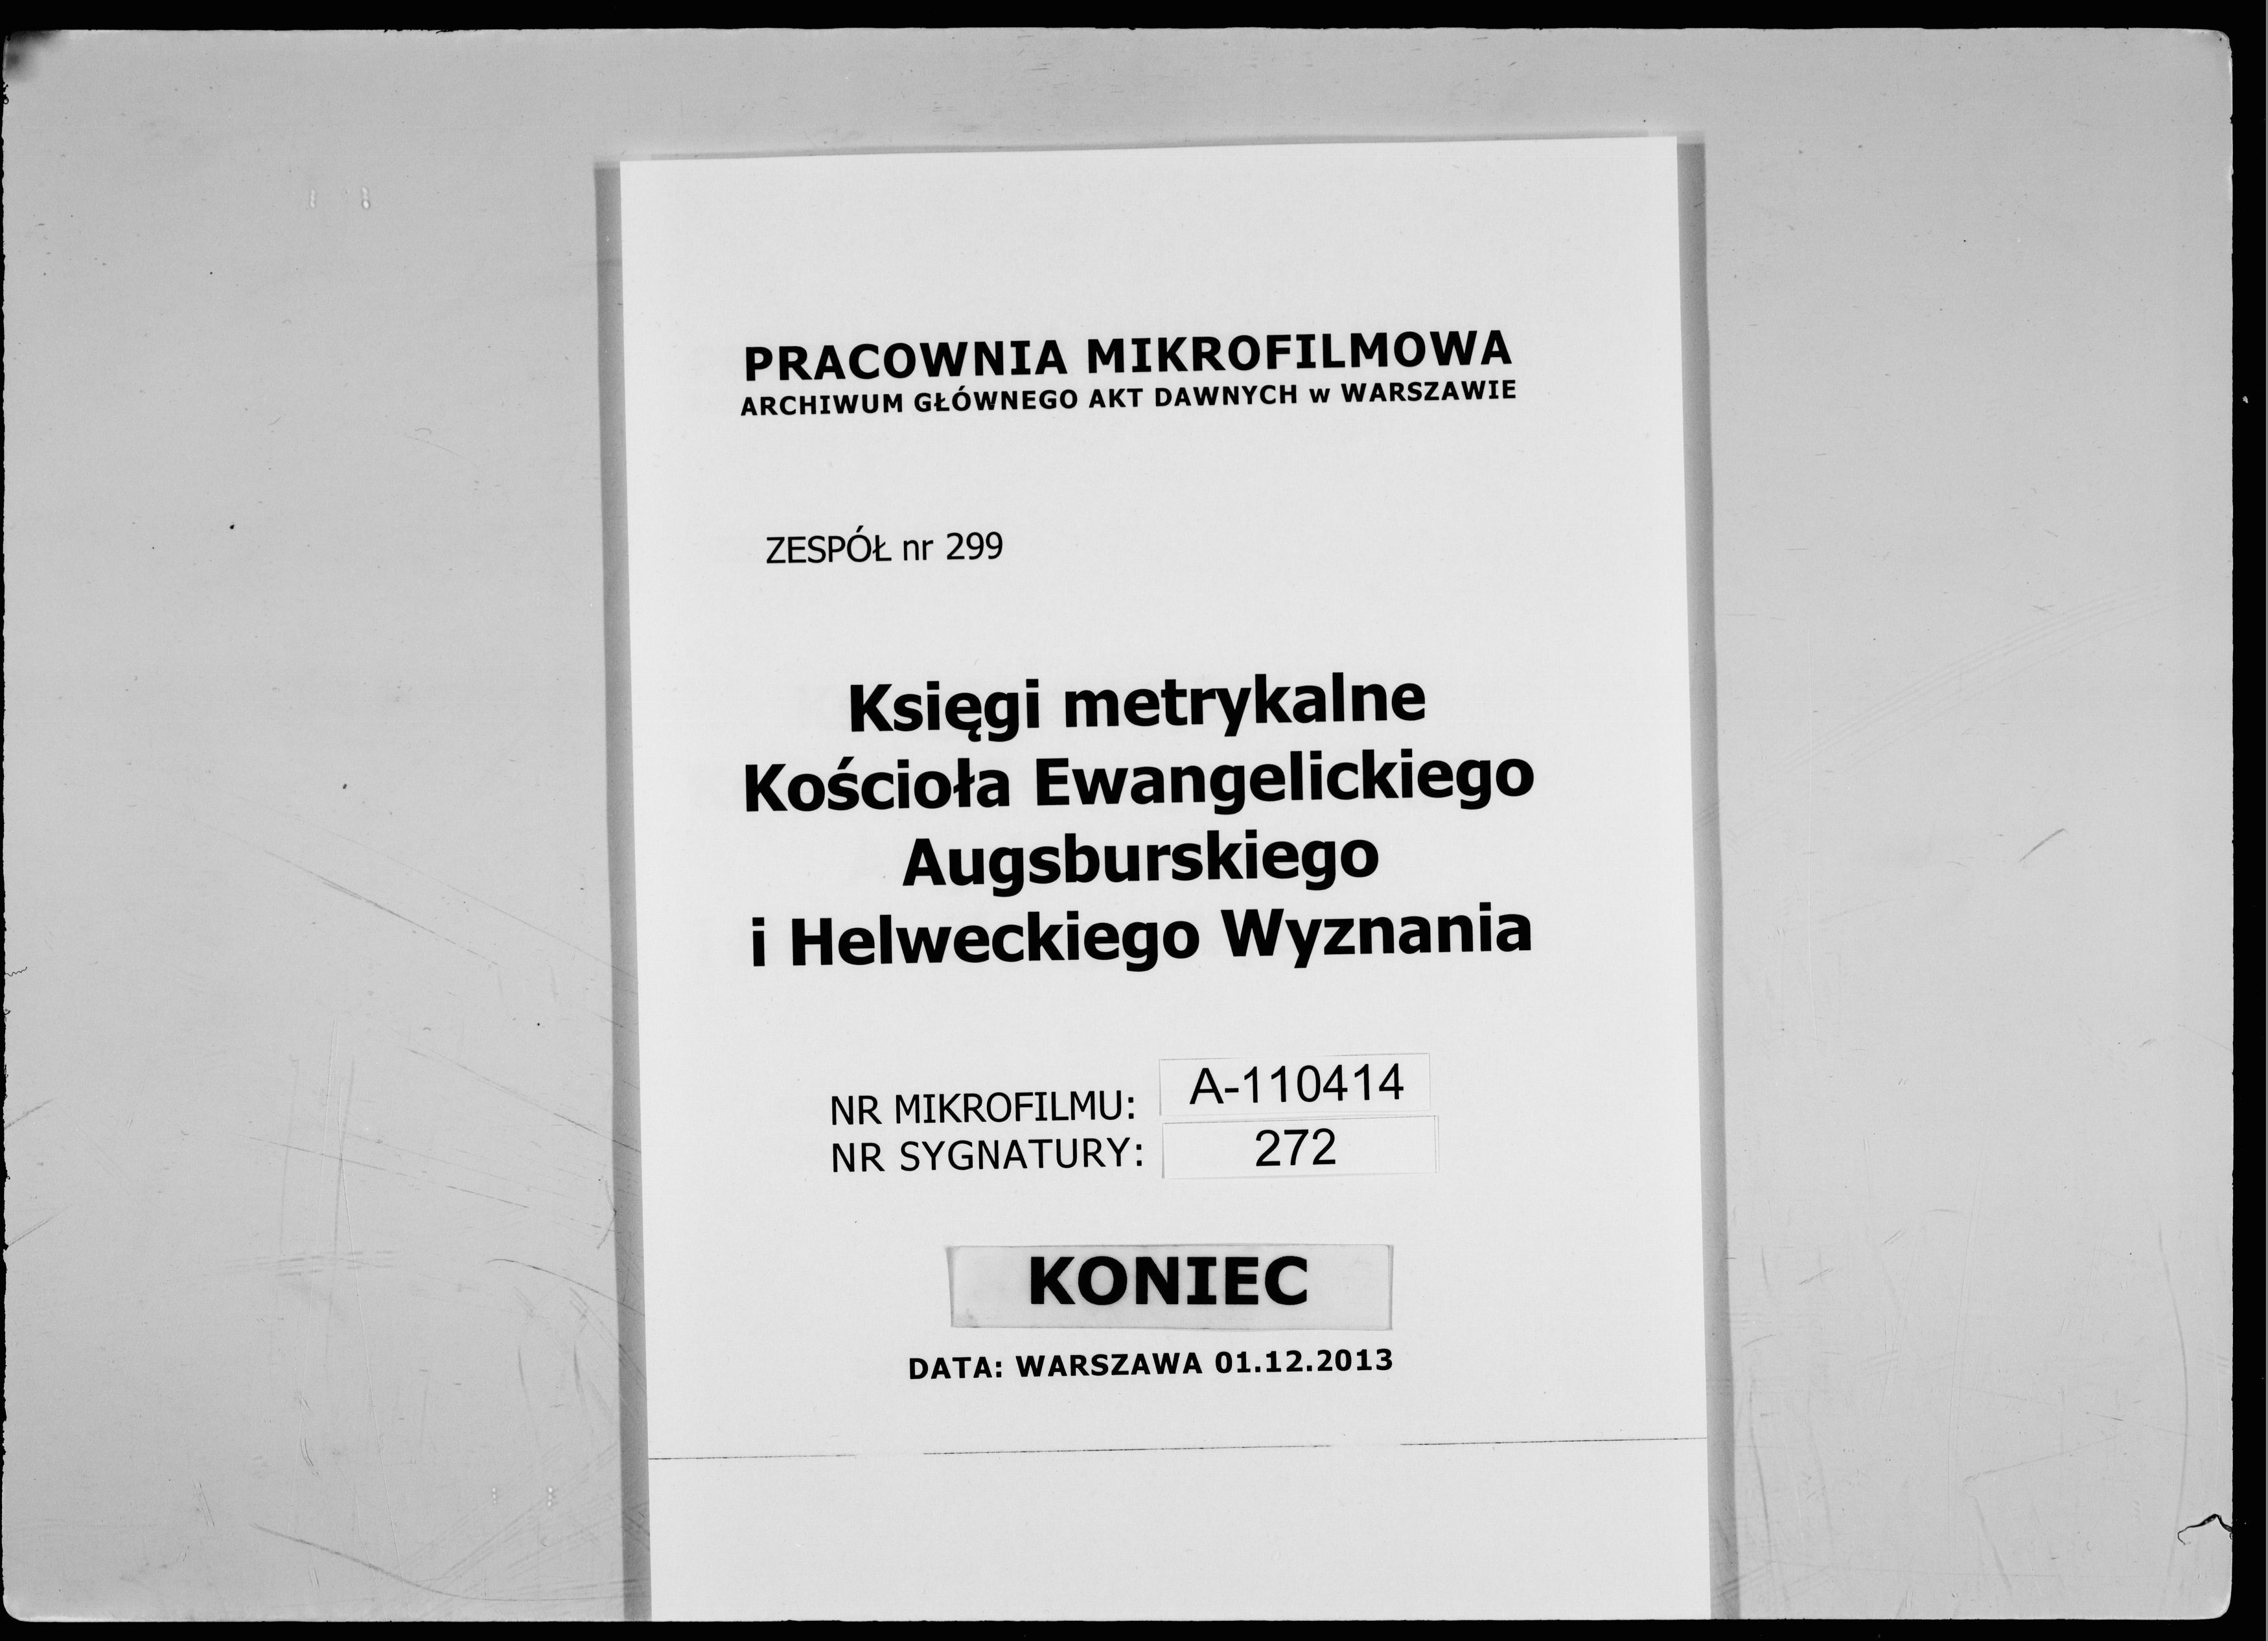 PRACOWNIA MIKROFILMOWA
ARCHIWUM GŁÓWNEGO AKT DAWNYCH w WARSZAWIE
ZESPÓŁ nr 299
Księgi metrykalne
Kościoła Ewangelickiego
Augsburskiego
i Helweckiego Wyznania
NR MIKROFILMU: A-110414
NR SYGNATURY: 272
KONIEC
DATA: WARSZAWA 01.12.2013